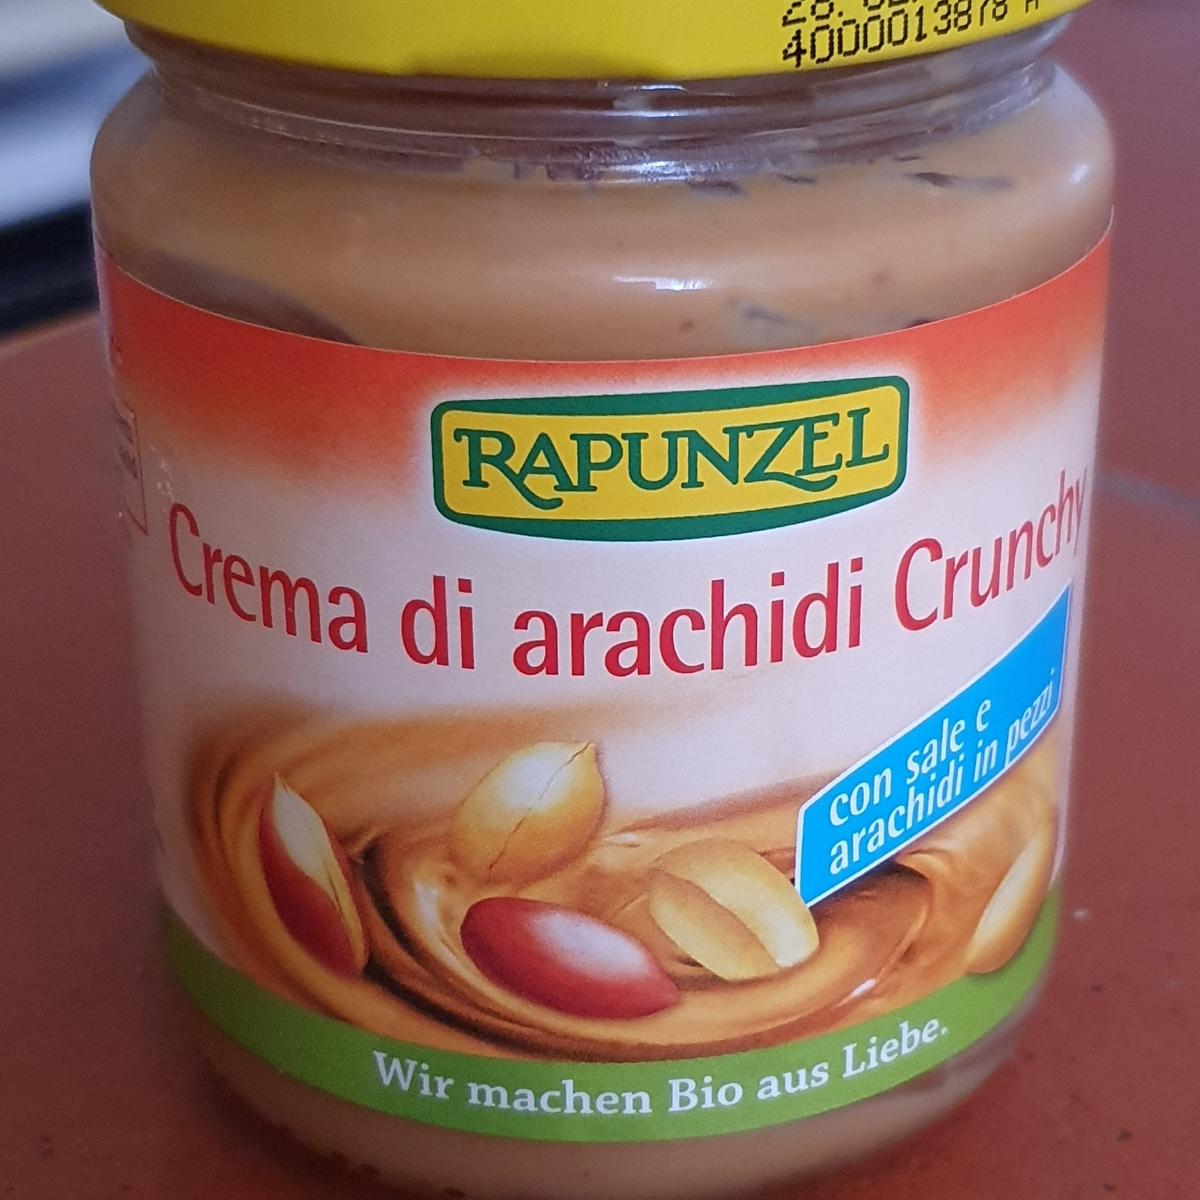 4000013878 A
RAPUNZEL
Crema di arachidi Crunchy
con sale e
arachidi in pezzi
Wir machen Bio aus Liebe.